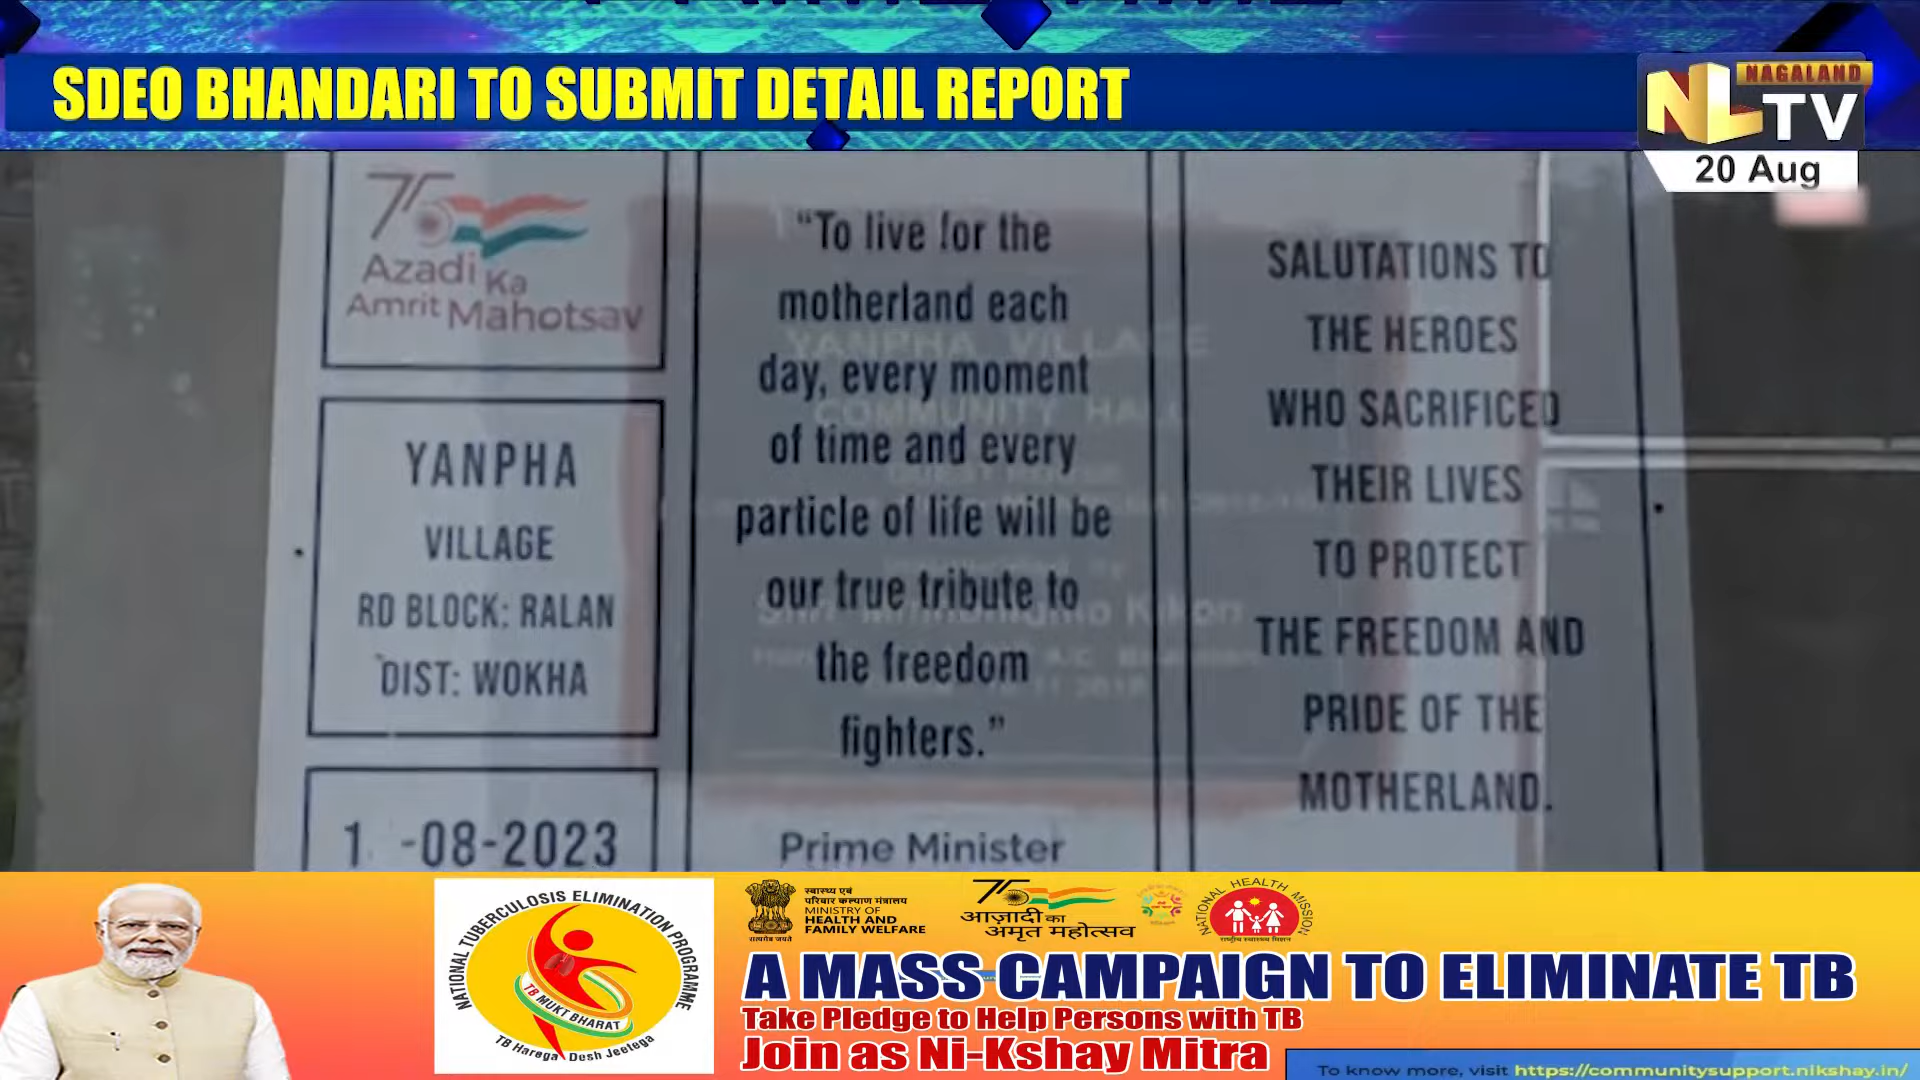 SDEO BHANDARI TO SUBMIT DETAIL REPORT
NAGALAND
NL TV
20 Aug
75
Azadi Ka
Amrit Mahotsav
YANPHA
VILLAGE
RD BLOCK: RALAN
DIST: WOKHA
1 -08-2023
“To live for the
motherland each
day, every moment
of time and every
particle of life will be
our true tribute to
the freedom
fighters.”
Prime Minister
SALUTATIONS TO
THE HEROES
WHO SACRIFICED
THEIR LIVES
TO PROTECT
THE FREEDOM AND
PRIDE OF THE
MOTHERLAND.
YANPHA VILLAGE
COMMUNITY HALL
NATIONAL TUBERCULOSIS ELIMINATION PROGRAMME
TB MUKT BHARAT
TB Harega Desh Jeetega
स्वास्थ्य एवं
परिवार कल्याण मंत्रालय
MINISTRY OF
HEALTH AND
FAMILY WELFARE
सत्यमेव जयते
75
आज़ादी का
अमृत महोत्सव
NATIONAL HEALTH MISSION
राष्ट्रीय स्वास्थ्य मिशन
A MASS CAMPAIGN TO ELIMINATE TB
Take Pledge to Help Persons with TB
Join as Ni-Kshay Mitra
To know more, visit https://communitysupport.nikshay.in/